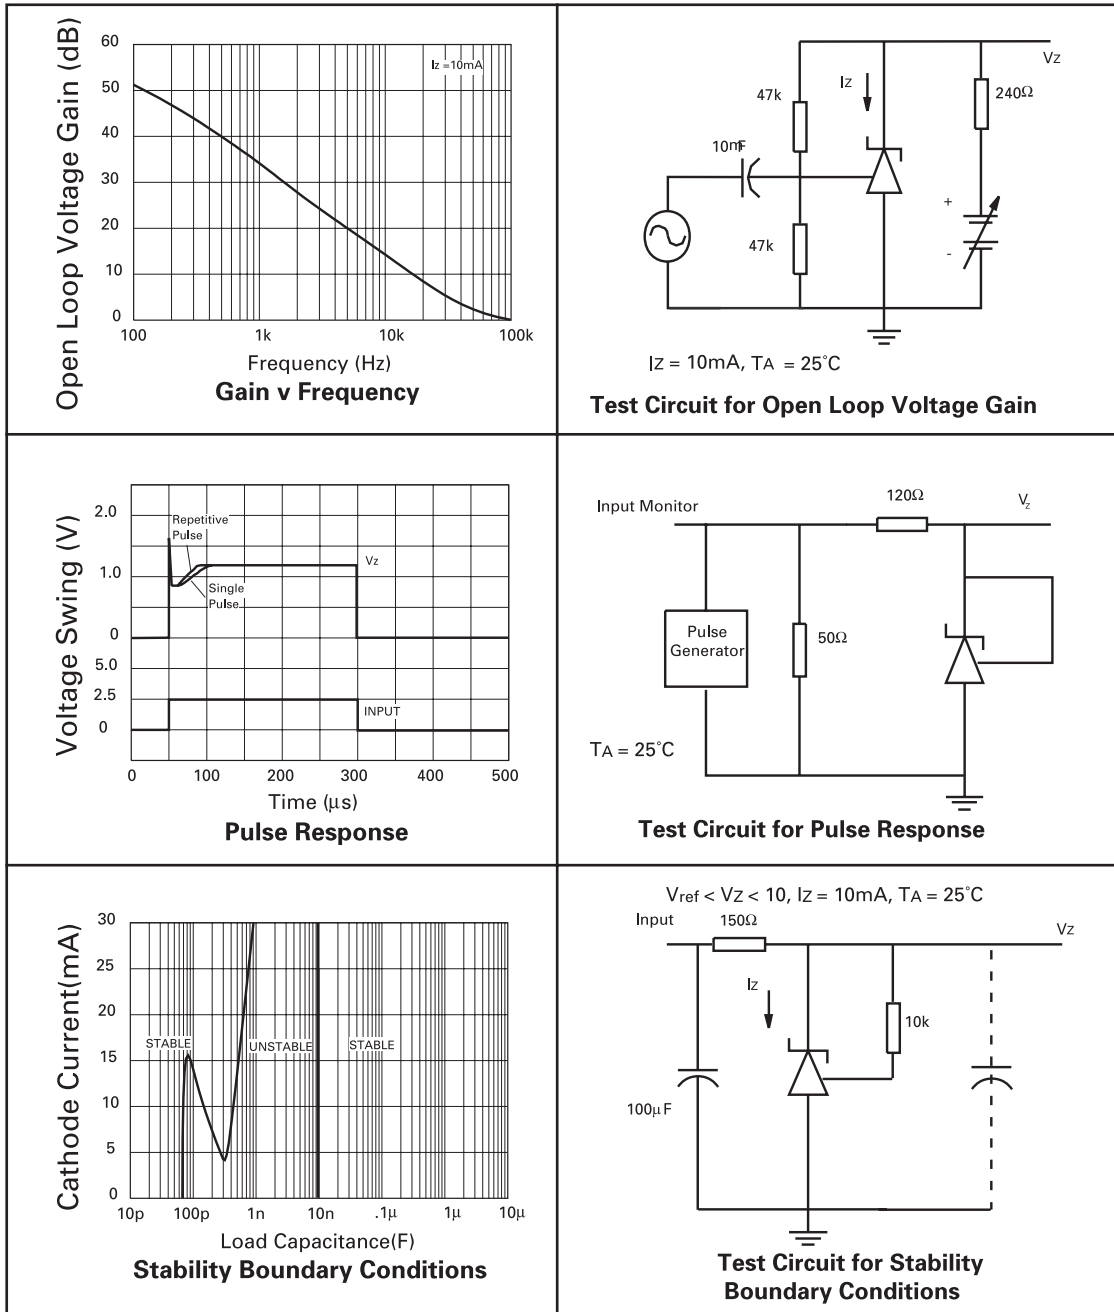 Open Loop Voltage Gain (dB)
60
50
40
30
20
10
0
Iz =10mA
100
1k
10k
100k
Frequency (Hz)
Gain v Frequency
47k
10mF
47k
Iz
Vz
240Ω
+
-
Iz = 10mA, TA = 25°C
Test Circuit for Open Loop Voltage Gain
Voltage Swing (V)
2.0
1.0
0
5.0
2.5
0
Repetitive
Pulse
Single
Pulse
Vz
INPUT
0
100
200
300
400
500
Time (µs)
Pulse Response
Input Monitor
120Ω
Vz
Pulse
Generator
50Ω
TA = 25°C
Test Circuit for Pulse Response
Cathode Current(mA)
30
25
20
15
10
5
0
STABLE
UNSTABLE
STABLE
10p
100p
1n
10n
.1µ
1µ
10µ
Load Capacitance(F)
Stability Boundary Conditions
Vref < Vz < 10, Iz = 10mA, TA = 25°C
Input
150Ω
Vz
Iz
10k
100µF
Test Circuit for Stability
Boundary Conditions